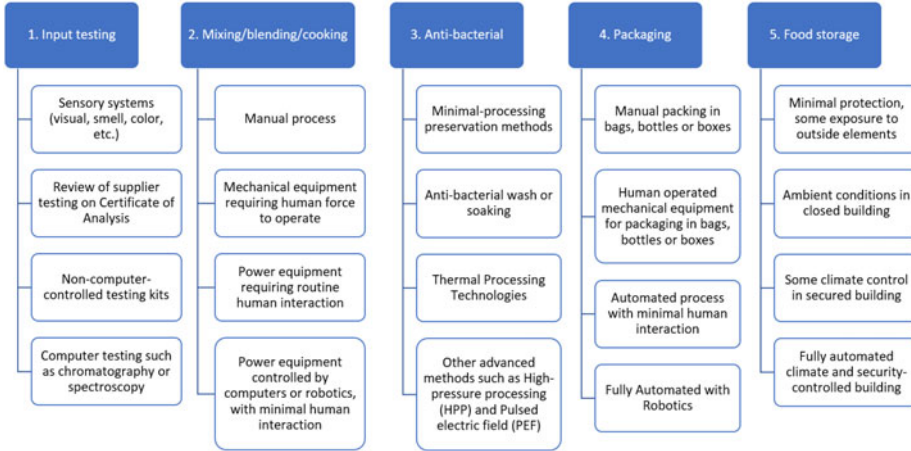 1. Input testing
Sensory systems
(visual, smell, color,
etc.)
Review of supplier
testing on Certificate of
Analysis
Non-computer-
controlled testing kits
Computer testing such
as chromatography or
spectroscopy
2. Mixing/blending/cooking
Manual process
Mechanical equipment
requiring human force
to operate
Power equipment
requiring routine
human interaction
Power equipment
controlled by
computers or robotics,
with minimal human
interaction
3. Anti-bacterial
Minimal-processing
preservation methods
Anti-bacterial wash or
soaking
Thermal Processing
Technologies
Other advanced
methods such as High-
pressure processing
(HPP) and Pulsed
electric field (PEF)
4. Packaging
Manual packing in
bags, bottles or boxes
Human operated
mechanical equipment
for packaging in bags,
bottles or boxes
Automated process
with minimal human
interaction
Fully Automated with
Robotics
5. Food storage
Minimal protection,
some exposure to
outside elements
Ambient conditions in
closed building
Some climate control
in secured building
Fully automated
climate and security-
controlled building